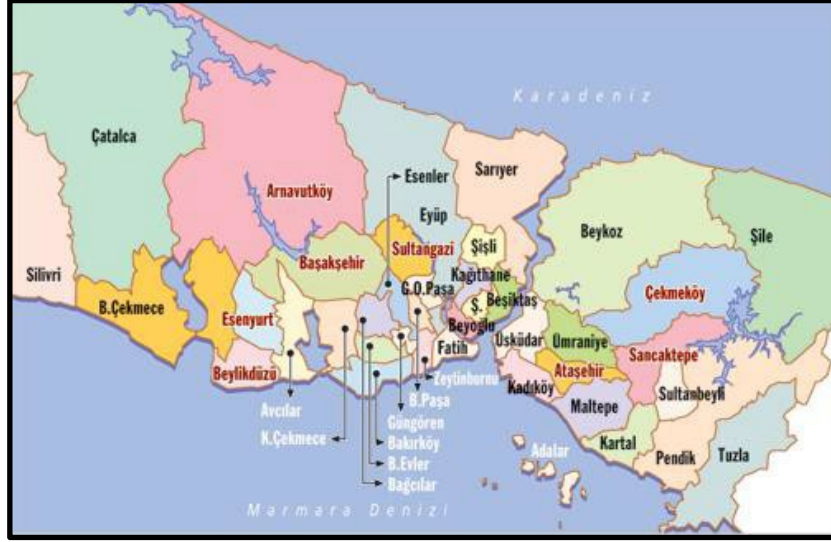 Karadeniz
Çatalca
Sarıyer
Esenler
Arnavutköy
Eyüp
Beykoz
Şile
Sultangazi
Şişli
Başakşehir
Silivri
Kağıthane
B.Çekmece
G.O.Paşa
Ş.
Beşiktaş
Çekmeköy
Esenyurt
Beyoğlu
Üsküdar
Ümraniye
Fatih
Sancaktepe
Beylikdüzü
Zeytinburnu
Ataşehir
Kadıköy
Sultanbeyli
Avcılar
B.Paşa
Maltepe
Güngören
K.Çekmece
Bakırköy
Kartal
Adalar
B.Evler
Pendik
Tuzla
Bağcılar
Marmara Denizi